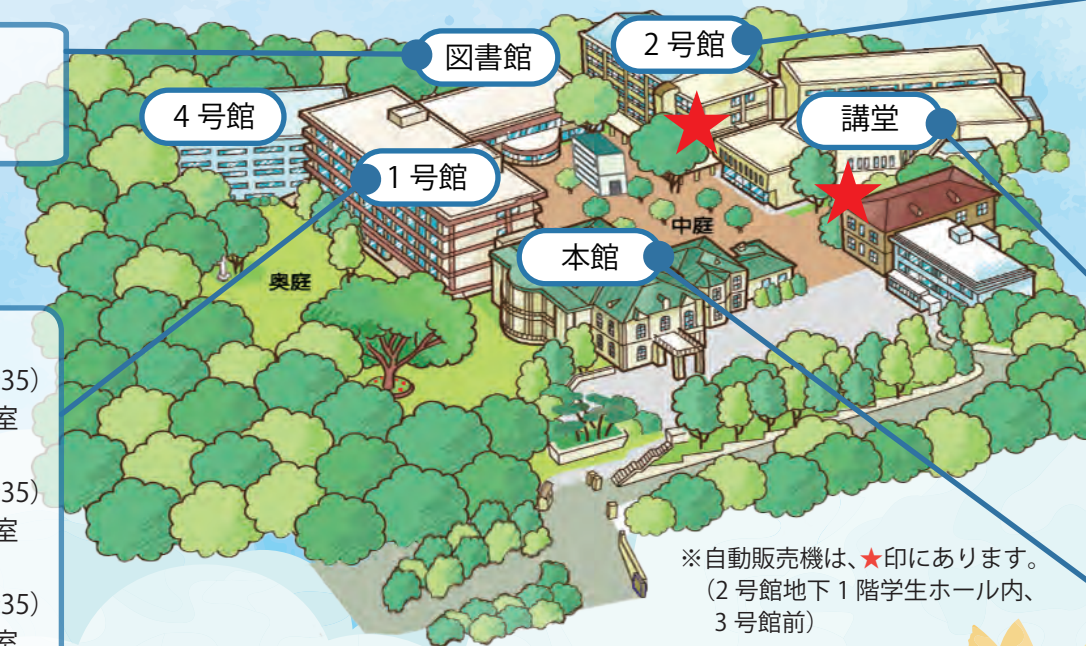 図書館
2 号館
4 号館
講堂
1 号館
中庭
本館
奥庭
35）
室
35）
室
35）
室
※自動販売機は、★印にあります。
（2 号館地下 1 階学生ホール内、
3 号館前）